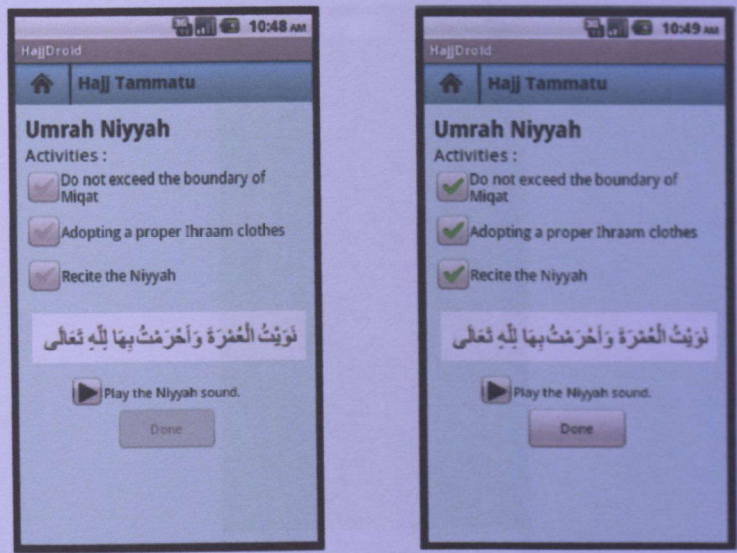 3G 10:48 AM
HajjDroid
Hajj Tammatu
Umrah Niyyah
Activities :
Do not exceed the boundary of
Miqat
Adopting a proper Ihraam clothes
Recite the Niyyah
نَوَيْتُ الْعُمْرَةَ وَأَحْرَمْتُ بِهَا لِلّهِ تَعَالَى
Play the Niyyah sound.
Done
3G 10:49 AM
HajjDroid
Hajj Tammatu
Umrah Niyyah
Activities :
Do not exceed the boundary of
Miqat
Adopting a proper Ihraam clothes
Recite the Niyyah
نَوَيْتُ الْعُمْرَةَ وَأَحْرَمْتُ بِهَا لِلّهِ تَعَالَى
Play the Niyyah sound.
Done